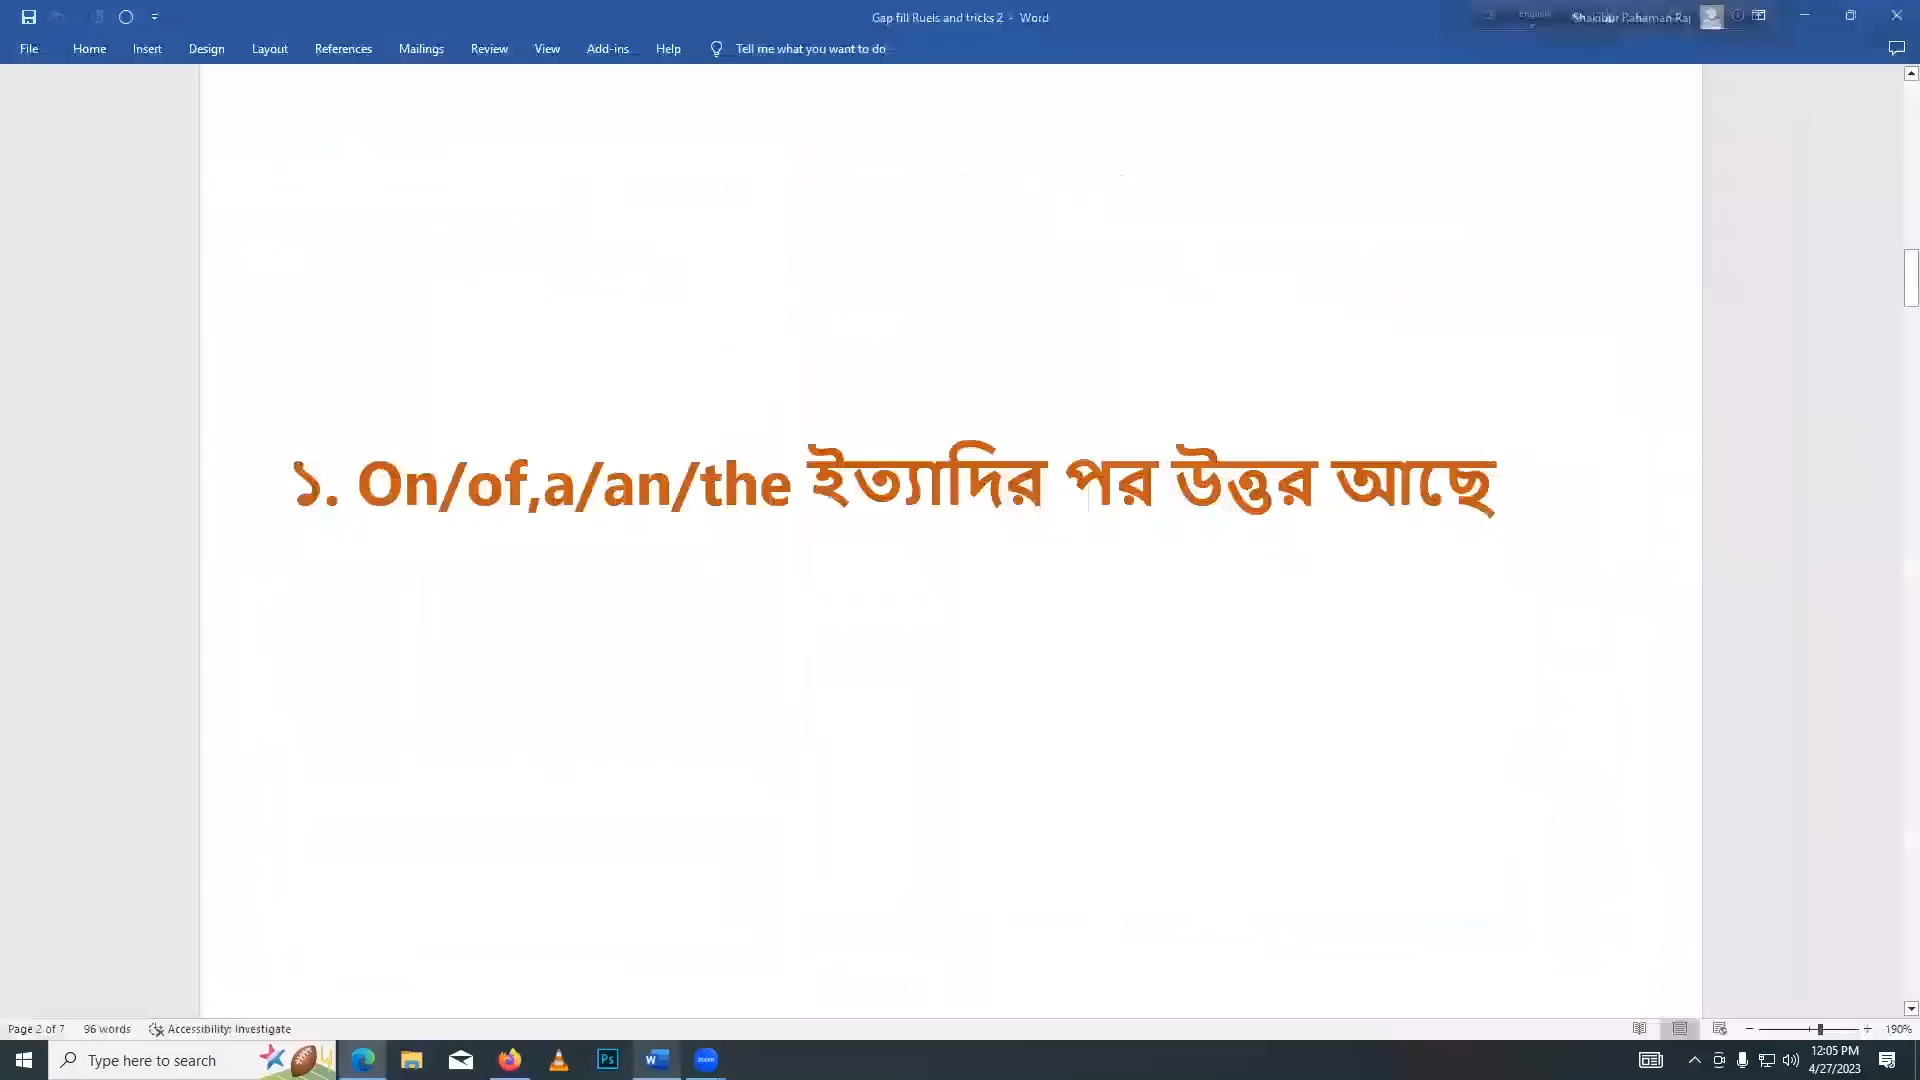 Gap fill Ruels and tricks 2 - Word
English
Shakibur Rahaman Raj
File Home Insert Design Layout References Mailings Review View Add-ins Help Tell me what you want to do
১. On/of,a/an/the ইত্যাদির পর উত্তর আছে
Page 2 of 7 96 words Accessibility: Investigate
190%
Type here to search
Ps
zoom
12:05 PM
4/27/2023